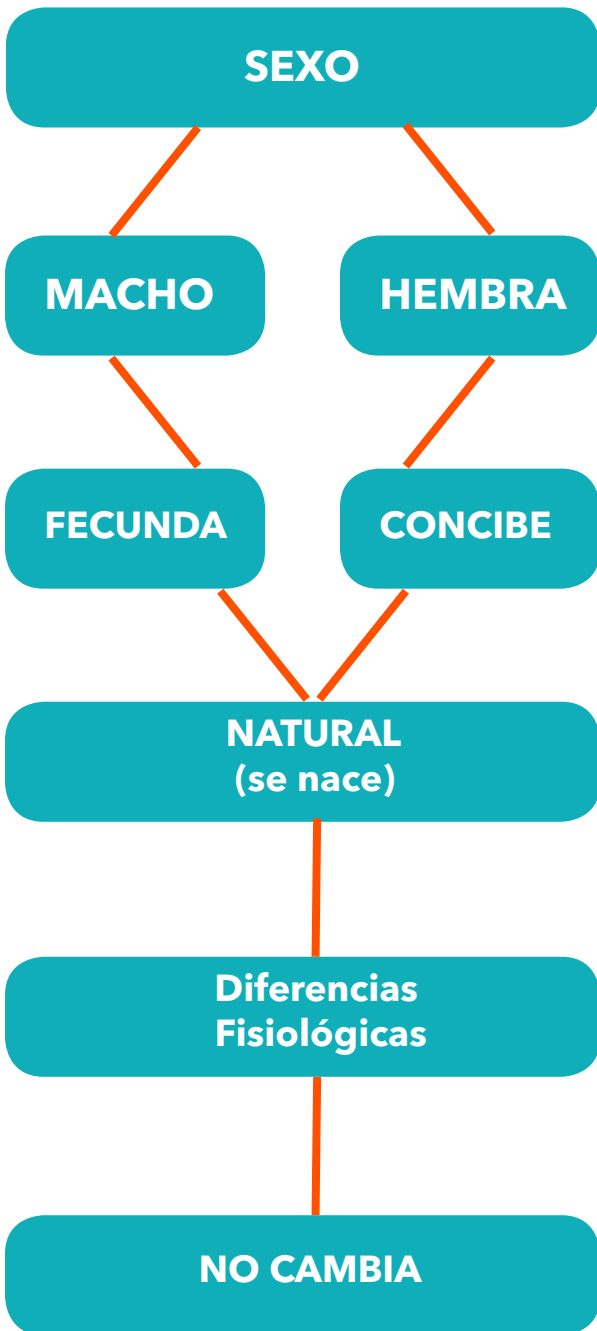 SEXO
MACHO
HEMBRA
FECUNDA
CONCIBE
NATURAL
(se nace)
Diferencias
Fisiológicas
NO CAMBIA